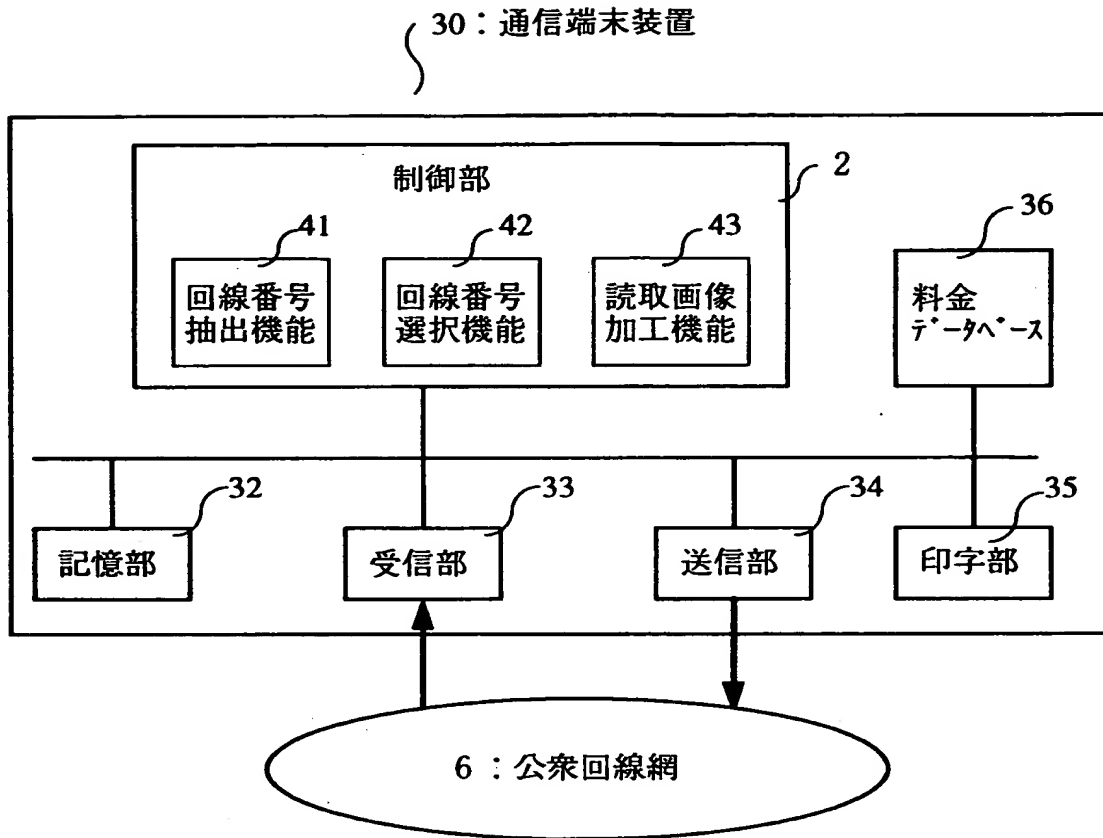 30：通信端末装置
制御部
2
41
42
43
36
回線番号
抽出機能
回線番号
選択機能
読取画像
加工機能
料金
データベース
32
33
34
35
記憶部
受信部
送信部
印字部
6：公衆回線網